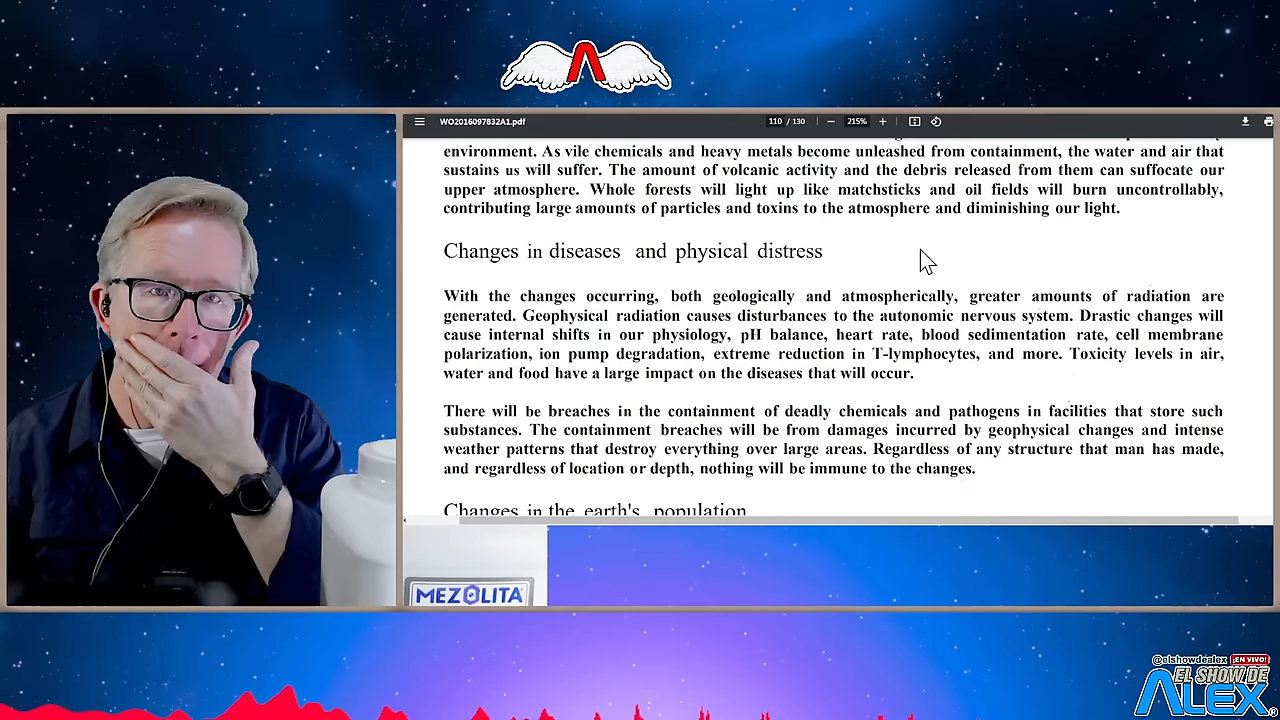 WO2016097832A1.pdf
110 / 130
215%
environment. As vile chemicals and heavy metals become unleashed from containment, the water and air that
sustains us will suffer. The amount of volcanic activity and the debris released from them can suffocate our
upper atmosphere. Whole forests will light up like matchsticks and oil fields will burn uncontrollably,
contributing large amounts of particles and toxins to the atmosphere and diminishing our light.
Changes in diseases and physical distress
With the changes occurring, both geologically and atmospherically, greater amounts of radiation are
generated. Geophysical radiation causes disturbances to the autonomic nervous system. Drastic changes will
cause internal shifts in our physiology, pH balance, heart rate, blood sedimentation rate, cell membrane
polarization, ion pump degradation, extreme reduction in T-lymphocytes, and more. Toxicity levels in air,
water and food have a large impact on the diseases that will occur.
There will be breaches in the containment of deadly chemicals and pathogens in facilities that store such
substances. The containment breaches will be from damages incurred by geophysical changes and intense
weather patterns that destroy everything over large areas. Regardless of any structure that man has made,
and regardless of location or depth, nothing will be immune to the changes.
Changes in the earth's population
MEZOLITA
@elshowdealex ¡EN VIVO!
EL SHOW DE
ALEX